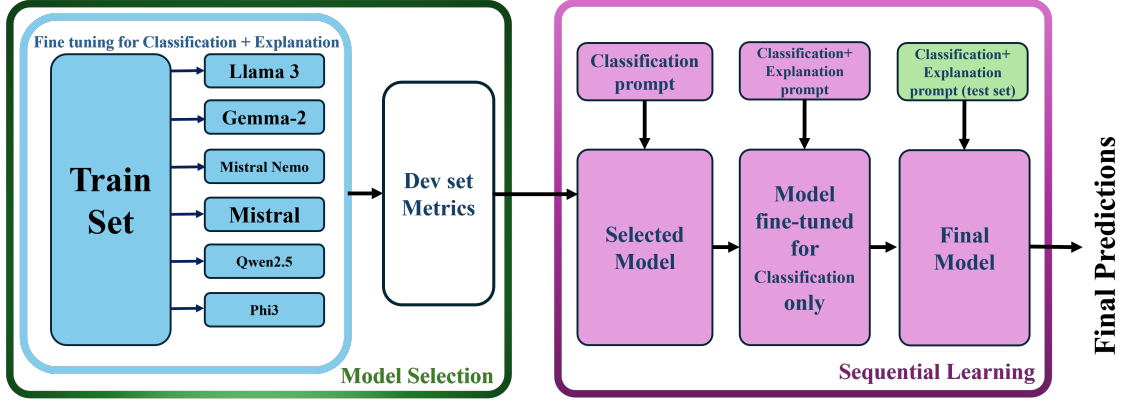 Fine tuning for Classification + Explanation
Train
Set
Llama 3
Gemma-2
Mistral Nemo
Mistral
Qwen2.5
Phi3
Dev set
Metrics
Model Selection
Classification
prompt
Classification+
Explanation
prompt
Classification+
Explanation
prompt (test set)
Selected
Model
Model
fine-tuned
for
Classification
only
Final
Model
Sequential Learning
Final Predictions